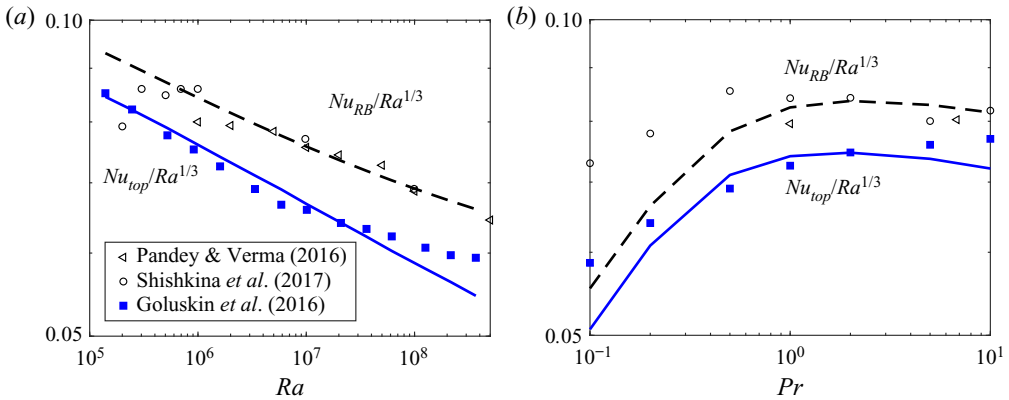 (a)
0.10
Nu_RB/Ra^1/3
Nu_top/Ra^1/3
Pandey & Verma (2016)
Shishkina et al. (2017)
Goluskin et al. (2016)
0.05
10^5
10^6
10^7
10^8
Ra
(b)
0.10
Nu_RB/Ra^1/3
Nu_top/Ra^1/3
0.05
10^−1
10^0
10^1
Pr